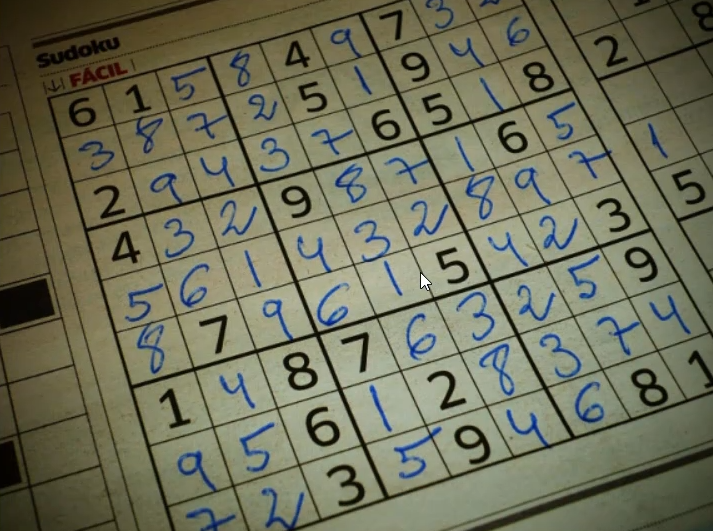 Sudoku
FÁCIL
6 1 5 8 4 9 7 3 2
3 8 7 2 5 1 9 4 6
2 9 4 3 7 6 5 1 8
4 3 2 9 8 7 1 6 5
5 6 1 4 3 2 8 9 7
8 7 9 6 1 5 4 2 3
1 4 8 7 6 3 2 5 9
9 5 6 1 2 8 3 7 4
7 2 3 5 9 4 6 8 1
8
2
1
5